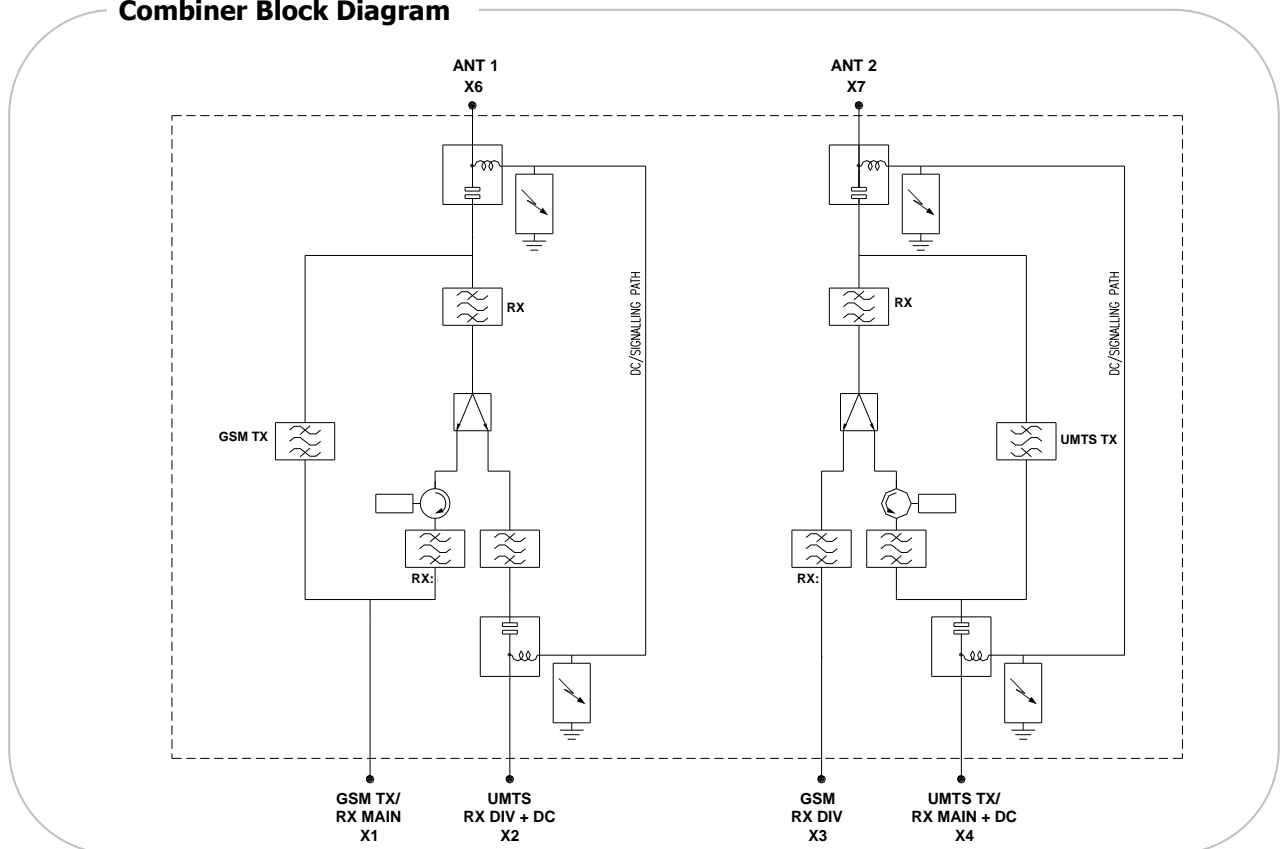 Combiner Block Diagram
ANT 1
X6
ANT 2
X7
RX
RX
DC/SIGNALLING PATH
DC/SIGNALLING PATH
GSM TX
UMTS TX
RX:
RX:
GSM TX/
RX MAIN
X1
UMTS
RX DIV + DC
X2
GSM
RX DIV
X3
UMTS TX/
RX MAIN + DC
X4